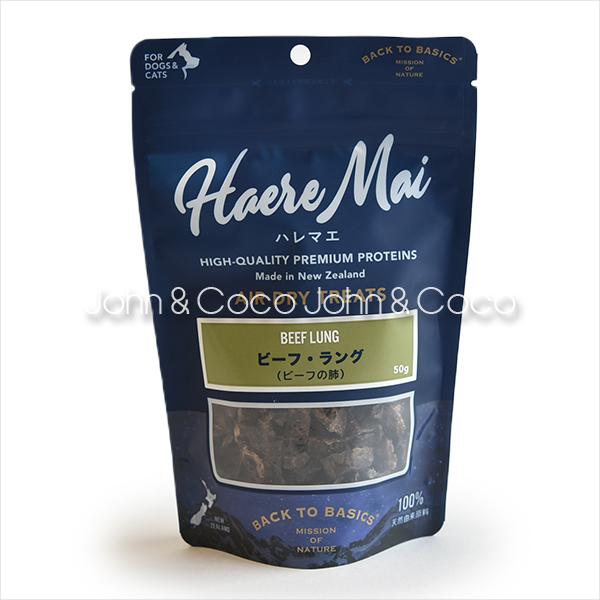 FOR
DOGS &
CATS
BACK TO BASICS®
MISSION
OF
NATURE
Haere Mai
ハレマエ
HIGH-QUALITY PREMIUM PROTEINS
Made in New Zealand
AIR DRY TREATS
John & Coco John & Coco
BEEF LUNG
ビーフ・ラング
(ビーフの肺)
50g
NEW
ZEALAND
BACK TO BASICS®
MISSION
OF
NATURE
100%
天然由来原料